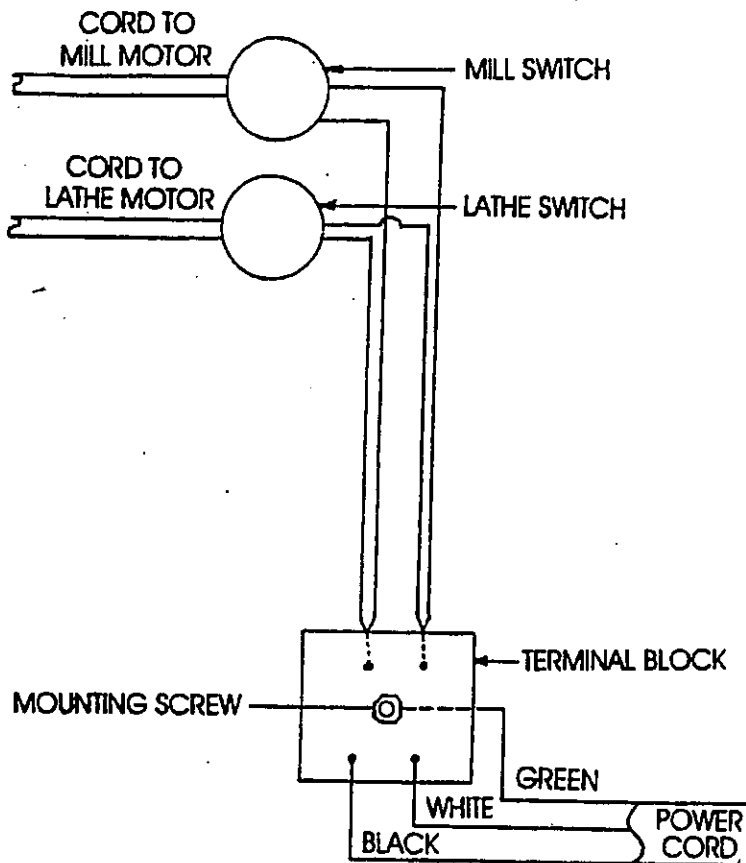 CORD TO
MILL MOTOR
MILL SWITCH
CORD TO
LATHE MOTOR
LATHE SWITCH
TERMINAL BLOCK
MOUNTING SCREW
GREEN
WHITE
BLACK
POWER
CORD